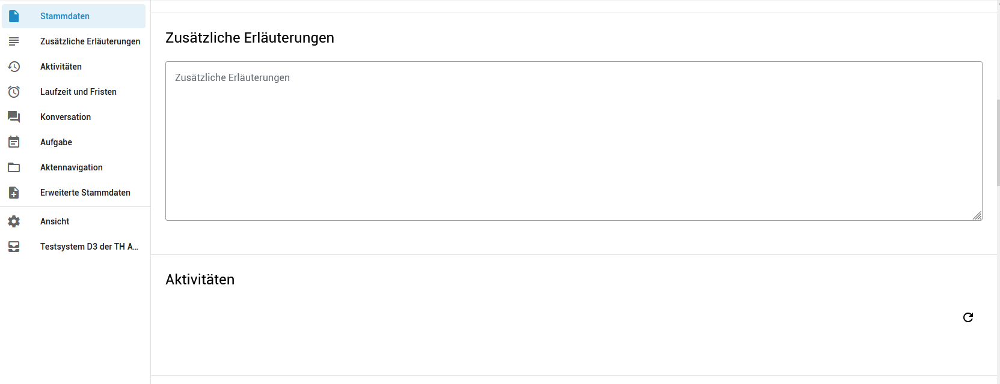 Stammdaten
Zusätzliche Erläuterungen
Aktivitäten
Laufzeit und Fristen
Konversation
Aufgabe
Aktennavigation
Erweiterte Stammdaten
Ansicht
Testsystem D3 der TH A...
Zusätzliche Erläuterungen
Zusätzliche Erläuterungen
Aktivitäten